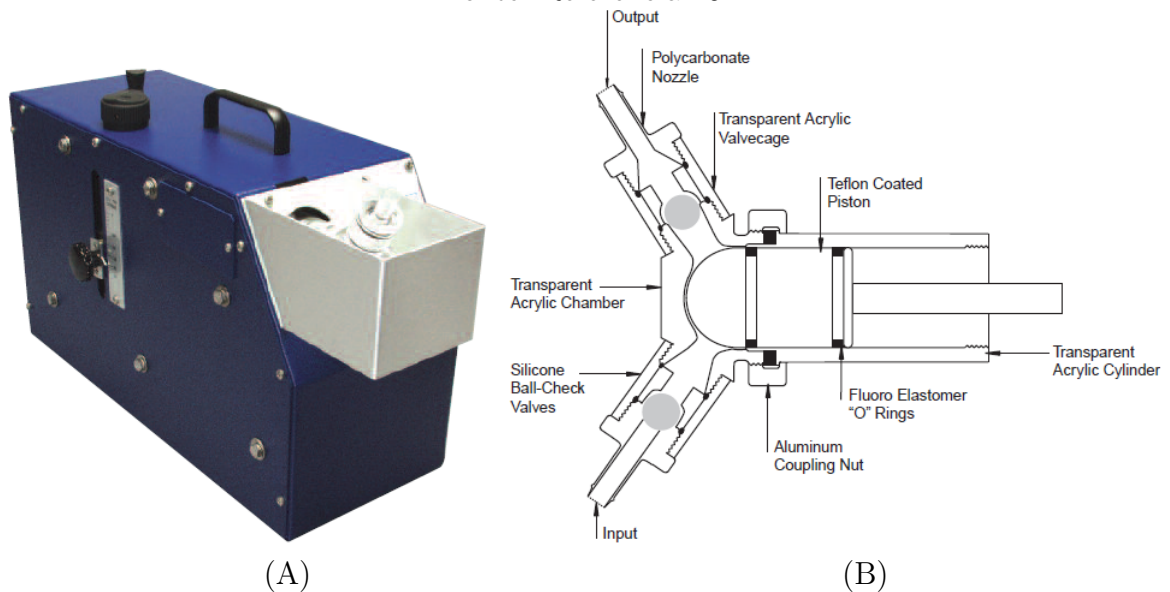 Output
Polycarbonate
Nozzle
Transparent Acrylic
Valvecage
Teflon Coated
Piston
Transparent
Acrylic Chamber
Silicone
Ball-Check
Valves
Transparent
Acrylic Cylinder
Fluoro Elastomer
"O" Rings
Aluminum
Coupling Nut
Input
(A)
(B)